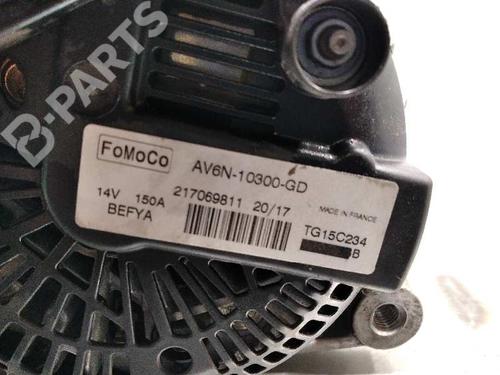 B-PARTS
FoMoCo
AV6N-10300-GD
14V 150A 217069811 20/17
MADE IN FRANCE
BEFYA
TG15C234
B